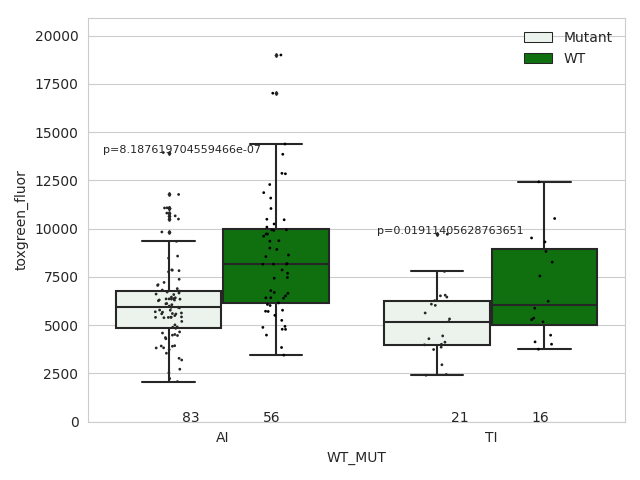 20000
17500
15000
12500
10000
7500
5000
2500
0
toxgreen_fluor
Mutant
WT
p=8.187619704559466e-07
p=0.01911405628763651
83
56
21
16
AI
TI
WT_MUT